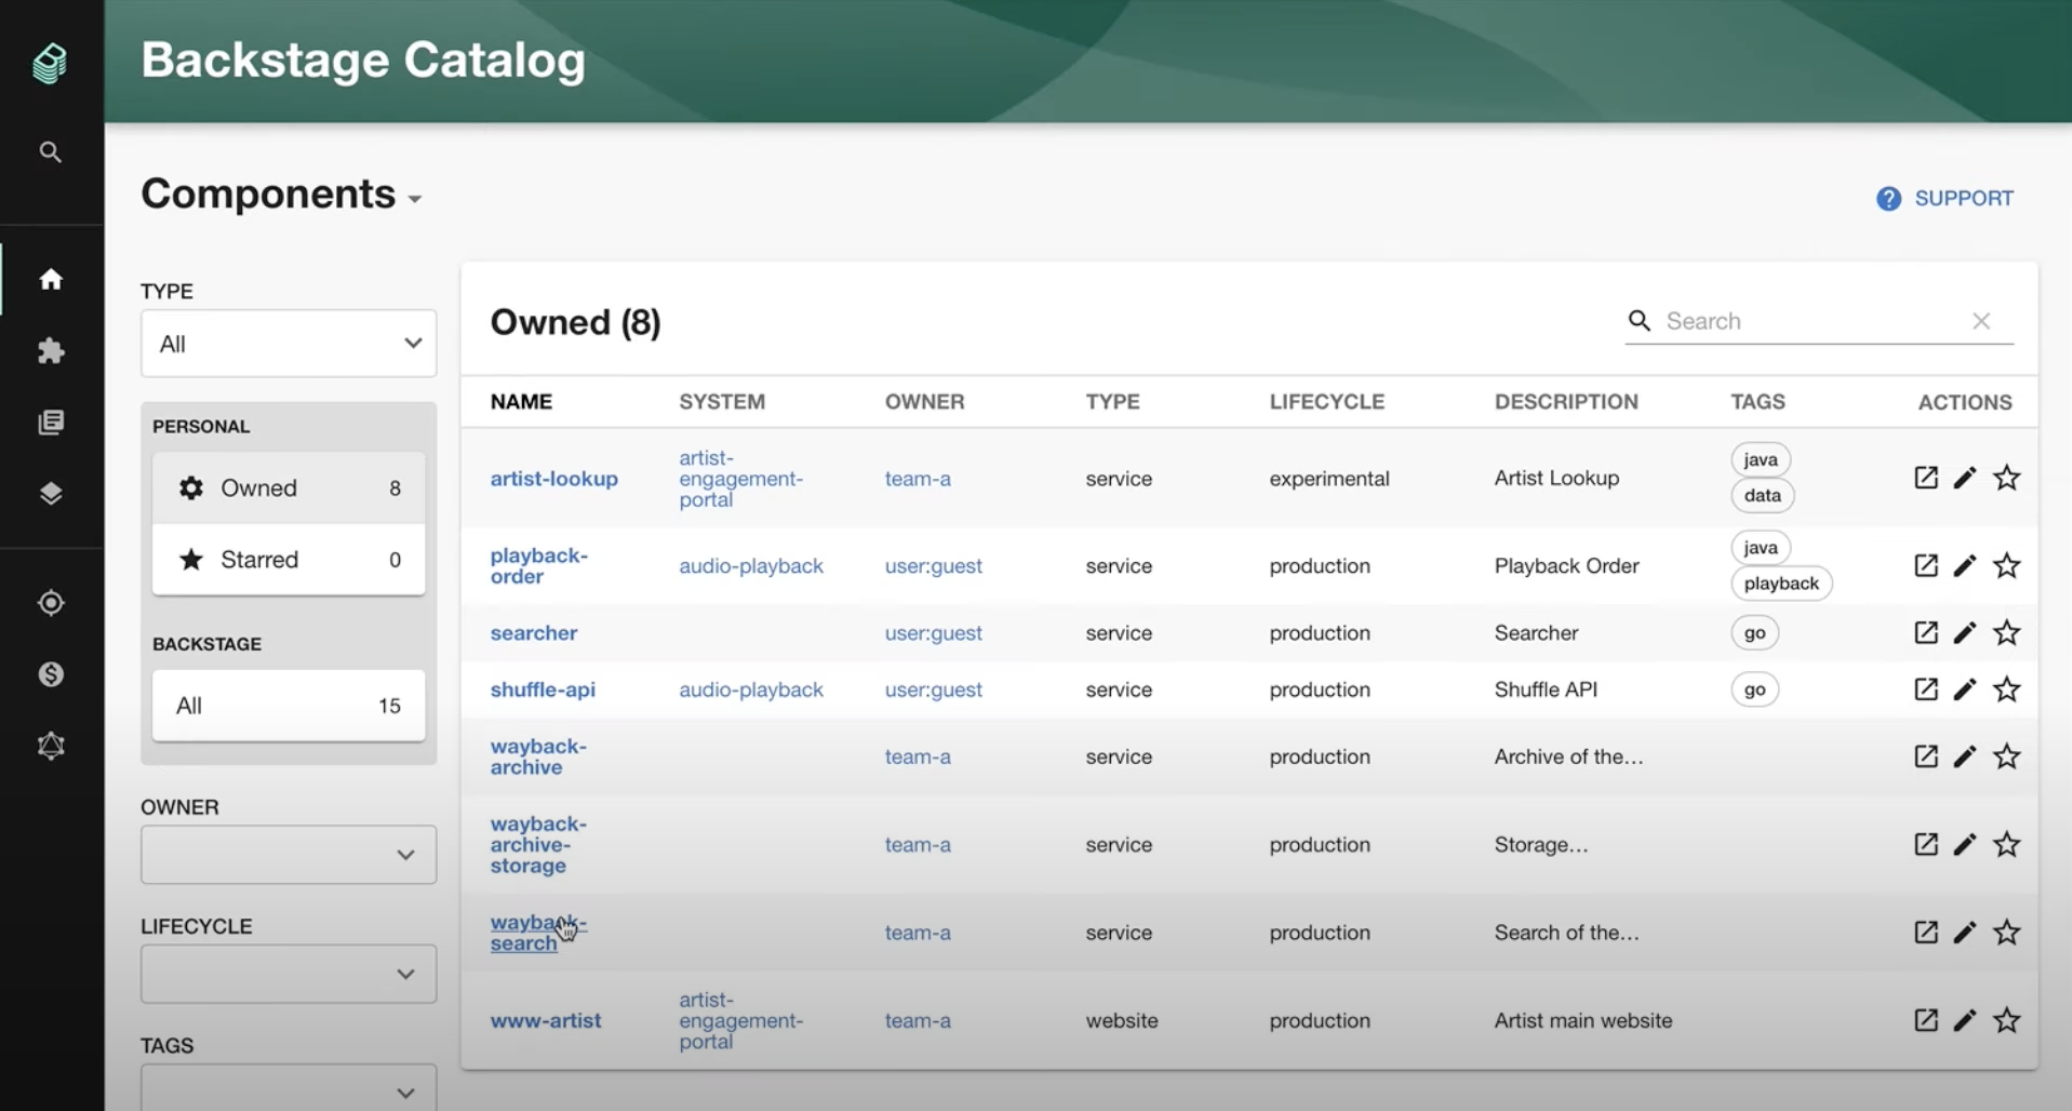 Backstage Catalog
Components
SUPPORT
TYPE
All
PERSONAL
Owned 8
Starred 0
BACKSTAGE
All 15
OWNER
LIFECYCLE
TAGS
Owned (8)
Search
NAME SYSTEM OWNER TYPE LIFECYCLE DESCRIPTION TAGS ACTIONS
artist-lookup
artist-
engagement-
portal
team-a service experimental Artist Lookup
java
data
playback-
order
audio-playback user:guest service production Playback Order
java
playback
searcher user:guest service production Searcher go
shuffle-api audio-playback user:guest service production Shuffle API go
wayback-
archive
team-a service production Archive of the…
wayback-
archive-
storage
team-a service production Storage…
wayback-
search
team-a service production Search of the…
www-artist
artist-
engagement-
portal
team-a website production Artist main website